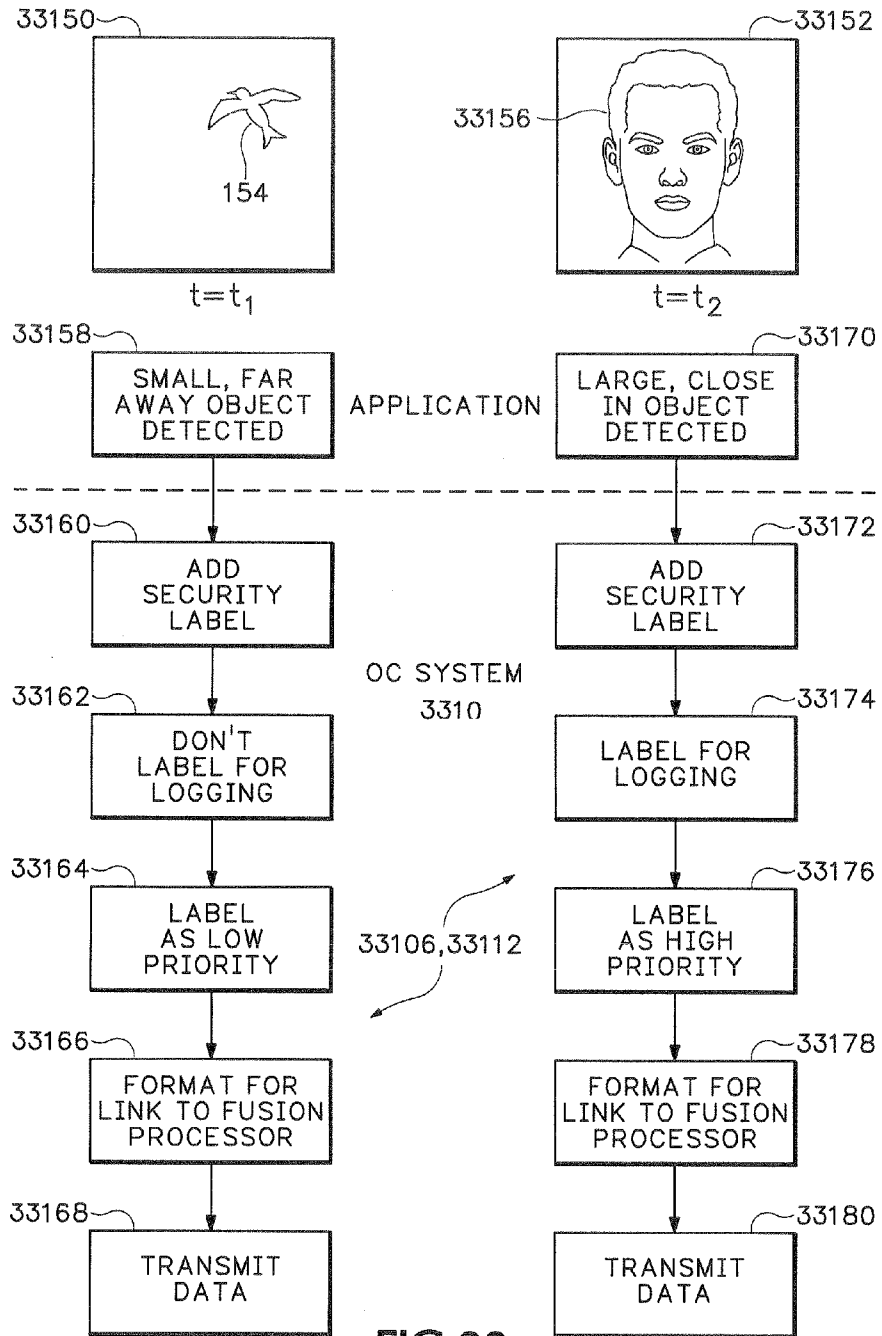 33150
33152
33156
154
t=t1
t=t2
33158
33170
SMALL, FAR
AWAY OBJECT
DETECTED
APPLICATION
LARGE, CLOSE
IN OBJECT
DETECTED
33160
33172
ADD
SECURITY
LABEL
ADD
SECURITY
LABEL
OC SYSTEM
3310
33162
33174
DON'T
LABEL FOR
LOGGING
LABEL FOR
LOGGING
33164
33176
LABEL
AS LOW
PRIORITY
33106,33112
LABEL
AS HIGH
PRIORITY
33166
33178
FORMAT FOR
LINK TO FUSION
PROCESSOR
FORMAT FOR
LINK TO FUSION
PROCESSOR
33168
33180
TRANSMIT
DATA
TRANSMIT
DATA